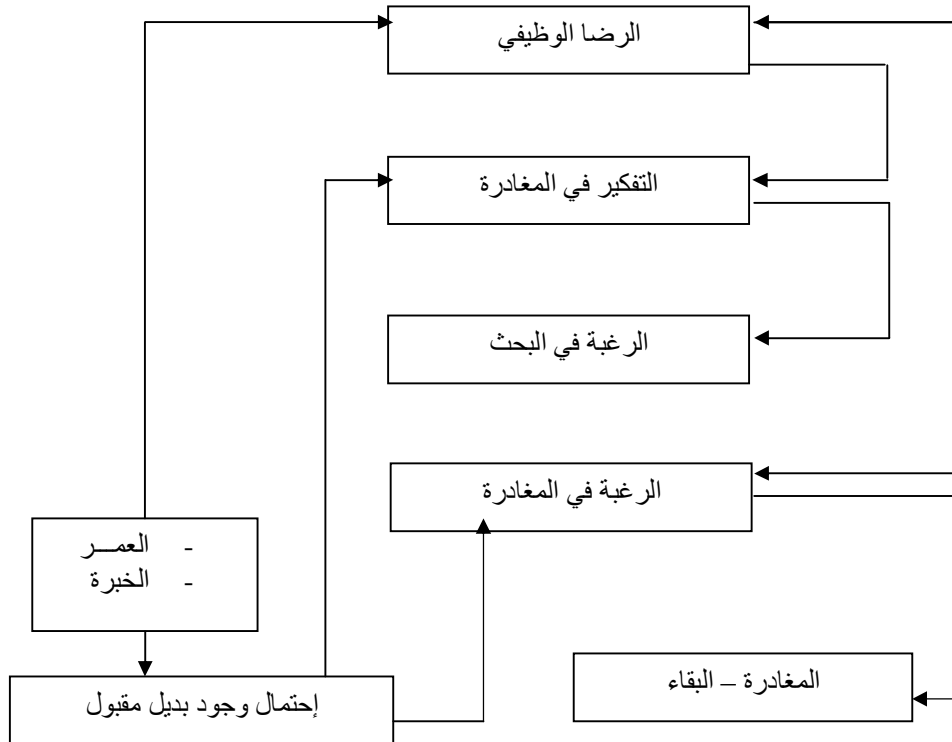 الرضا الوظيفي
التفكير في المغادرة
الرغبة في البحث
الرغبة في المغادرة
- العمـــر
- الخبرة
المغادرة – البقاء
إحتمال وجود بديل مقبول